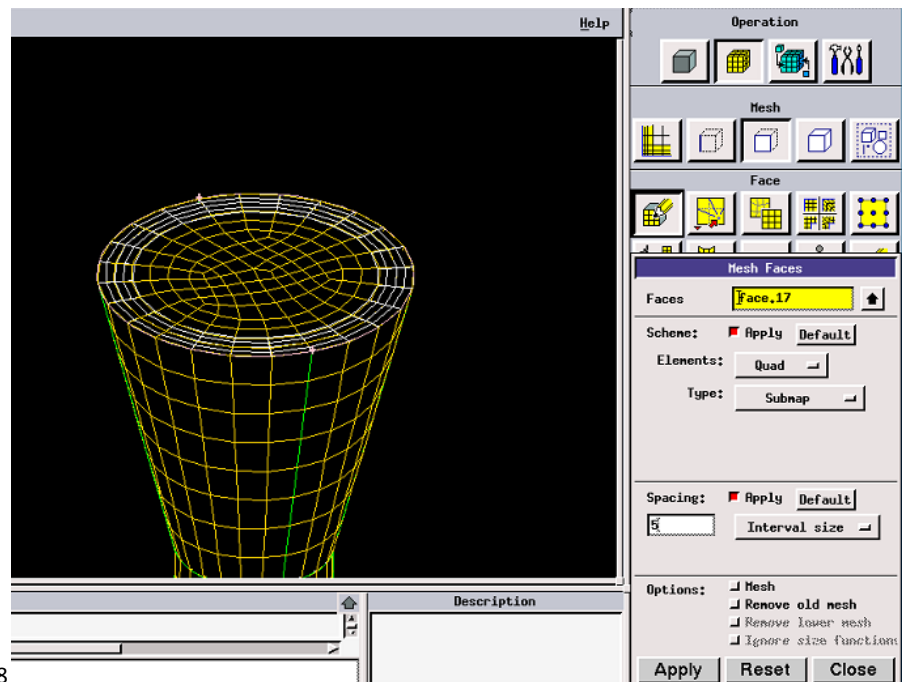 Help
Operation
Mesh
Face
Mesh Faces
Faces face.17
Scheme: Apply Default
Elements: Quad
Type: Submap
Spacing: Apply Default
5 Interval size
Options: Mesh
Remove old mesh
Remove lower mesh
Ignore size functions
Description
Apply Reset Close
8